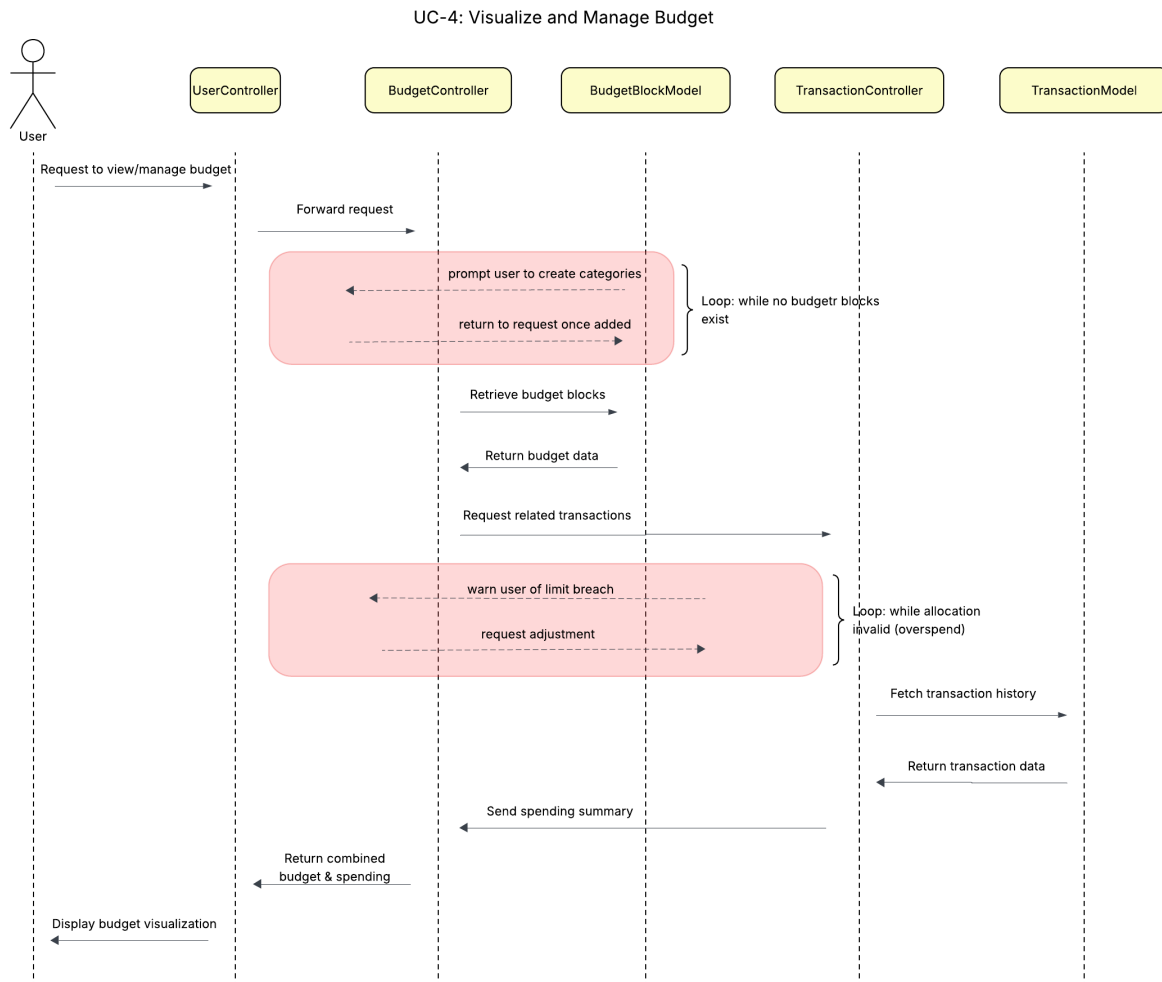 UC-4: Visualize and Manage Budget
UserController
BudgetController
BudgetBlockModel
TransactionController
TransactionModel
User
Request to view/manage budget
Forward request
prompt user to create categories
return to request once added
Loop: while no budgetr blocks
exist
Retrieve budget blocks
Return budget data
Request related transactions
warn user of limit breach
request adjustment
Loop: while allocation
invalid (overspend)
Fetch transaction history
Return transaction data
Send spending summary
Return combined
budget & spending
Display budget visualization